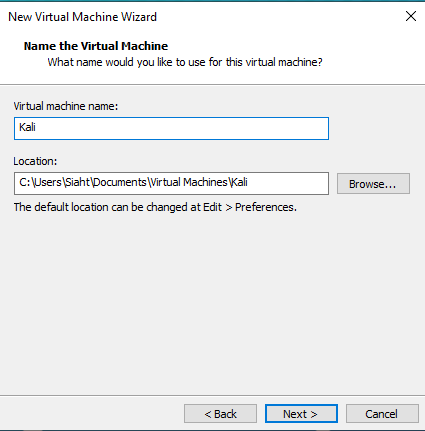 New Virtual Machine Wizard
Name the Virtual Machine
What name would you like to use for this virtual machine?
Virtual machine name:
Kali
Location:
C:\Users\Siaht\Documents\Virtual Machines\Kali
Browse...
The default location can be changed at Edit > Preferences.
< Back
Next >
Cancel